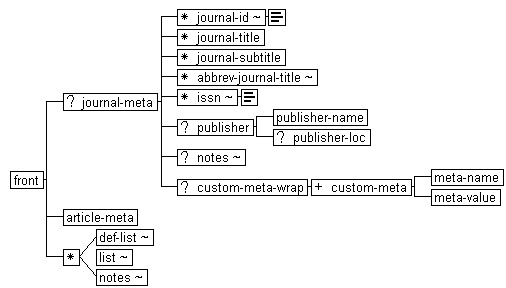 * journal-id ~
* journal-title
* journal-subtitle
* abbrev-journal-title ~
* issn ~
? journal-meta
publisher-name
? publisher
? publisher-loc
? notes ~
front
meta-name
? custom-meta-wrap + custom-meta
meta-value
article-meta
def-list ~
* list ~
notes ~